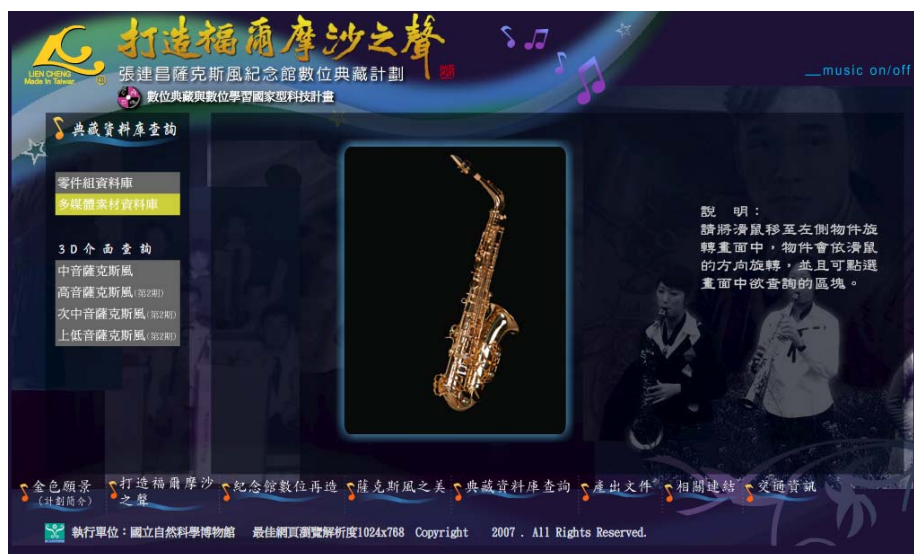 打造福爾摩沙之聲
LIEN CHENG
Made In Taiwan
®
張連昌薩克斯風紀念館數位典藏計劃
數位典藏與數位學習國家型科技計畫
__music on/off
典藏資料庫查詢
零件組資料庫
多媒體素材資料庫
3D介面查詢
中音薩克斯風
高音薩克斯風(第2期)
次中音薩克斯風(第2期)
上低音薩克斯風(第2期)
說 明：
請將滑鼠移至左側物件旋
轉畫面中，物件會依滑鼠
的方向旋轉，並且可點選
畫面中欲查詢的區塊。
金色願景
(計劃簡介)
打造福爾摩沙
之聲
紀念館數位再造
薩克斯風之美
典藏資料庫查詢
產出文件
相關連結
交通資訊
執行單位：國立自然科學博物館 最佳網頁瀏覽解析度1024x768 Copyright 2007 . All Rights Reserved.